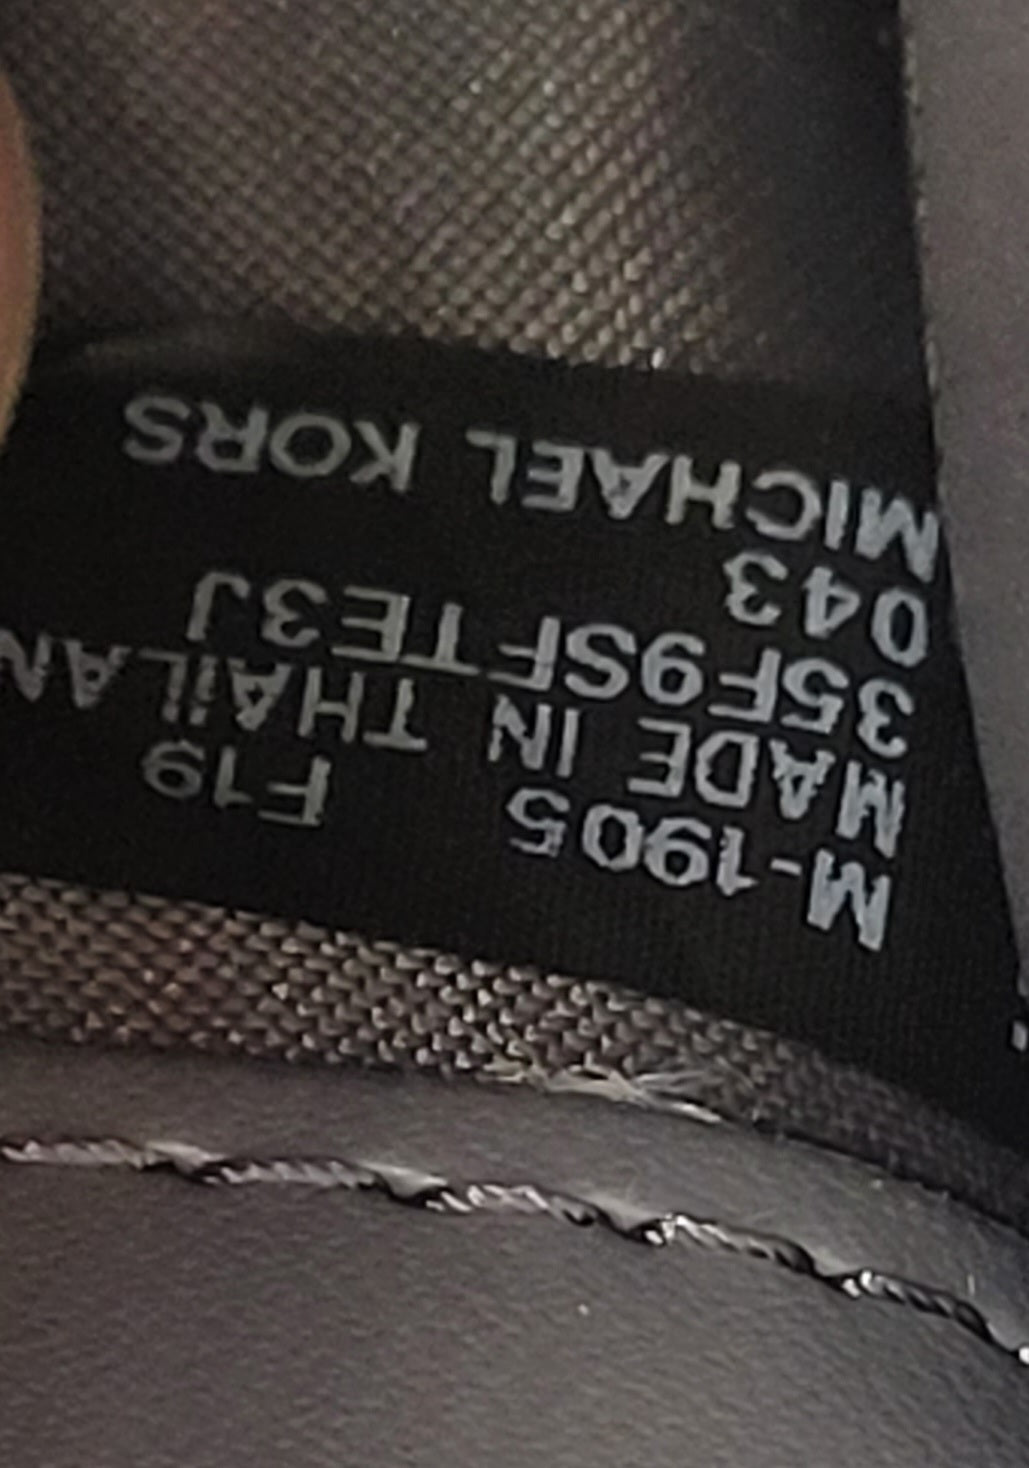 MICHAEL KORS
043
35F9SFTE3J
MADE IN THAILAN
M-1905 F19